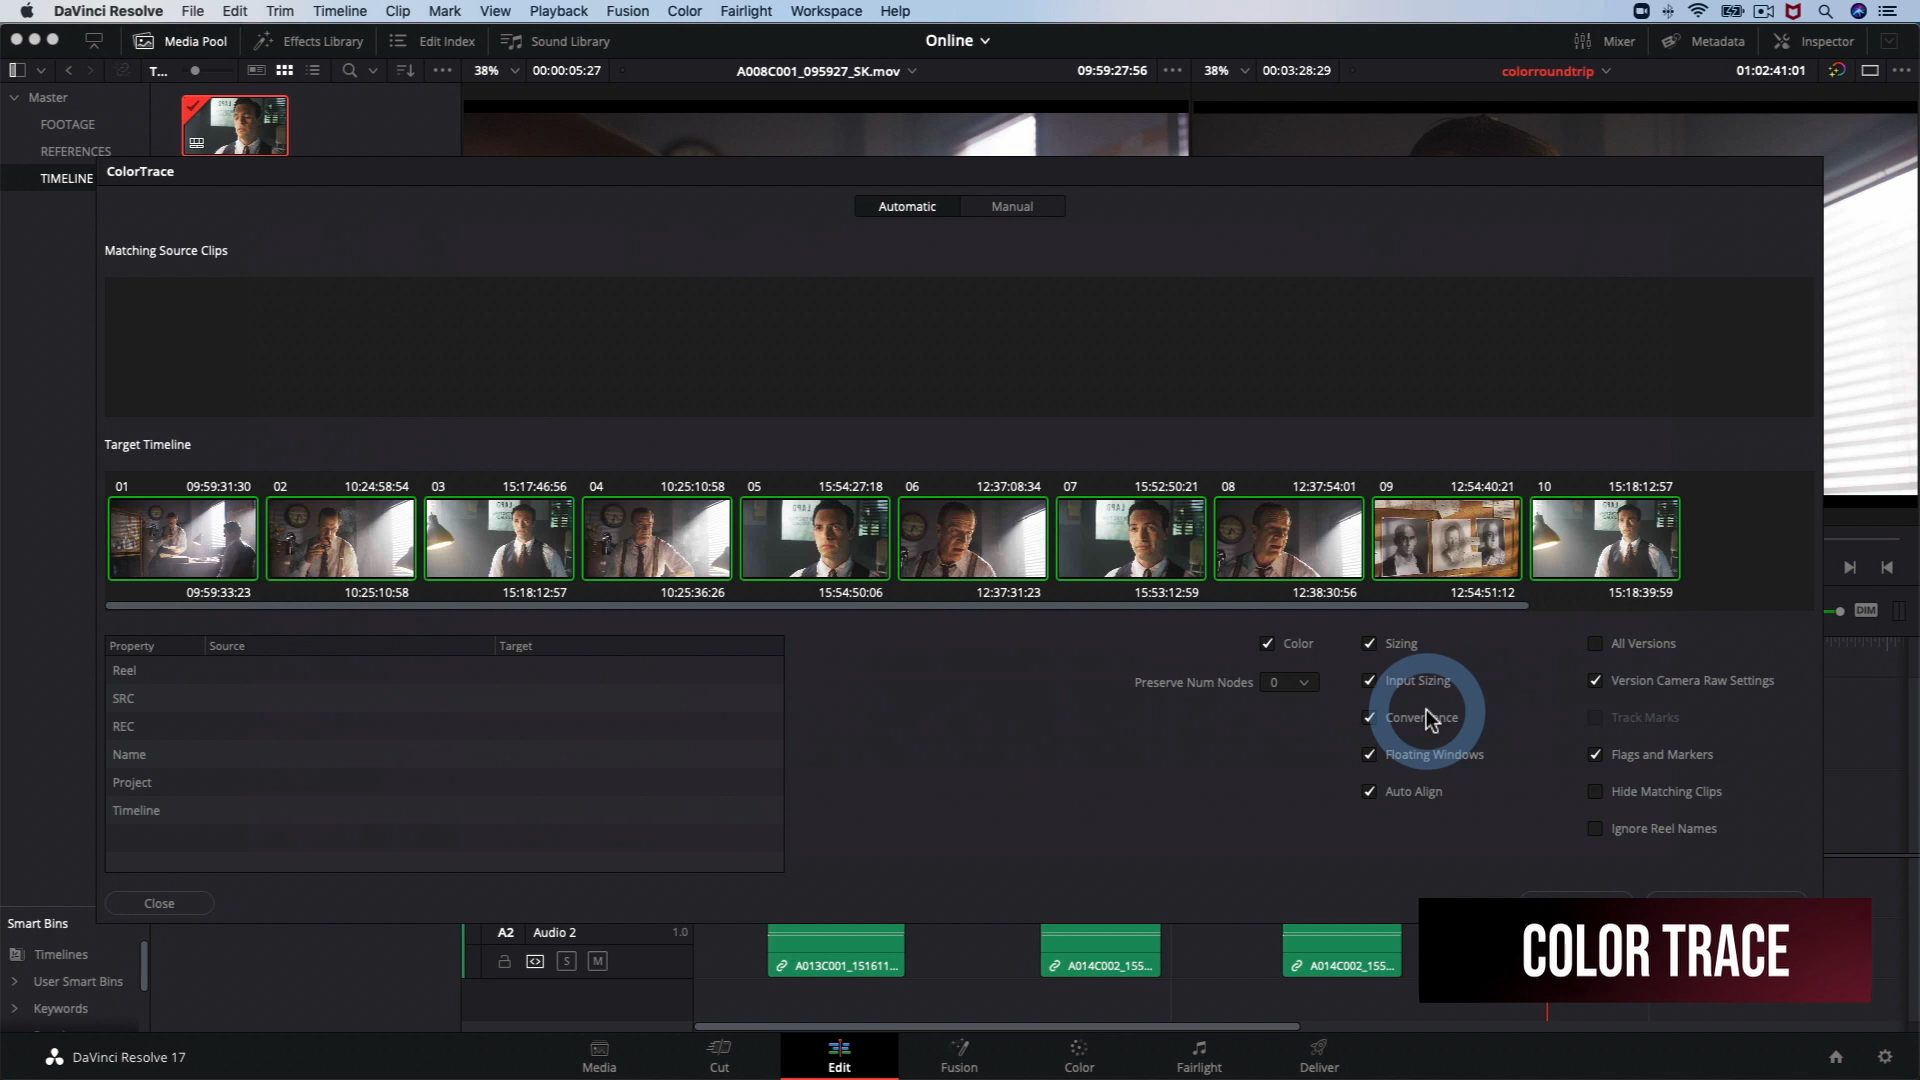 DaVinci Resolve File Edit Trim Timeline Clip Mark View Playback Fusion Color Fairlight Workspace Help
Media Pool Effects Library Edit Index Sound Library Online Mixer Metadata Inspector
T... 38% 00:00:05:27 A008C001_095927_SK.mov 09:59:27:56 38% 00:03:28:29 colorroundtrip 01:02:41:01
Master
FOOTAGE
REFERENCES
TIMELINE
ColorTrace
Automatic Manual
Matching Source Clips
Target Timeline
01 09:59:31:30 02 10:24:58:54 03 15:17:46:56 04 10:25:10:58 05 15:54:27:18 06 12:37:08:34 07 15:52:50:21 08 12:37:54:01 09 12:54:40:21 10 15:18:12:57
09:59:33:23 10:25:10:58 15:18:12:57 10:25:36:26 15:54:50:06 12:37:31:23 15:53:12:59 12:38:30:56 12:54:51:12 15:18:39:59
DIM
Property Source Target
Reel
SRC
REC
Name
Project
Timeline
Color Sizing All Versions
Preserve Num Nodes 0 Input Sizing Version Camera Raw Settings
Track Marks
Floating Windows Flags and Markers
Auto Align Hide Matching Clips
Ignore Reel Names
Close
Smart Bins
Timelines
User Smart Bins
Keywords
A2 Audio 2 1.0
S M
A013C001_151611... A014C002_155... A014C002_155...
COLOR TRACE
DaVinci Resolve 17
Media Cut Edit Fusion Color Fairlight Deliver